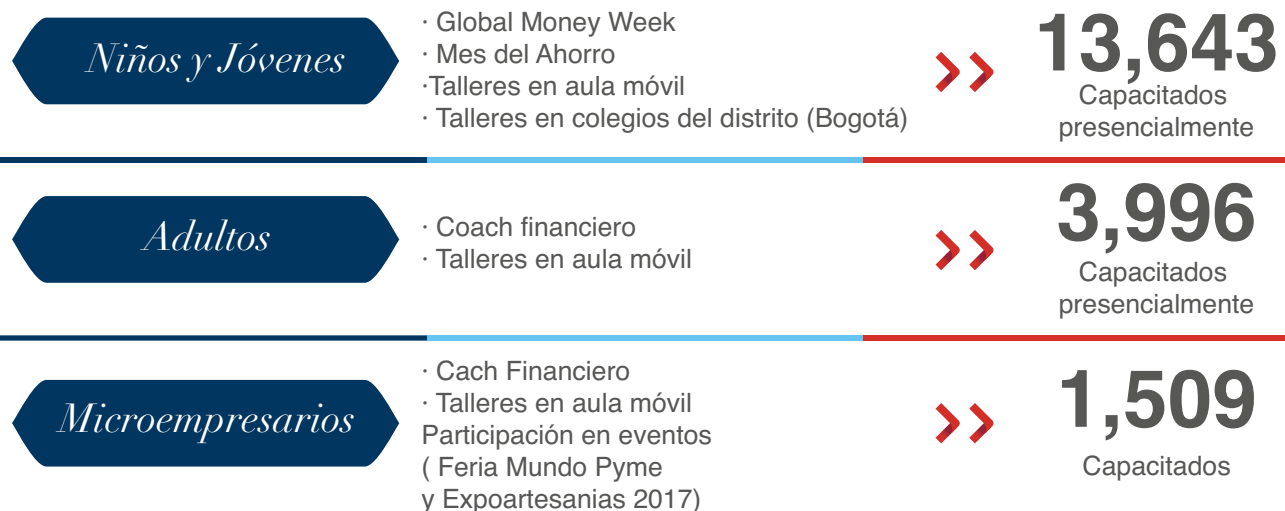 Niños y Jóvenes
· Global Money Week
· Mes del Ahorro
·Talleres en aula móvil
· Talleres en colegios del distrito (Bogotá)
13,643
Capacitados
presencialmente
Adultos
· Coach financiero
· Talleres en aula móvil
3,996
Capacitados
presencialmente
Microempresarios
· Cach Financiero
· Talleres en aula móvil
Participación en eventos
( Feria Mundo Pyme
y Expoartesanias 2017)
1,509
Capacitados